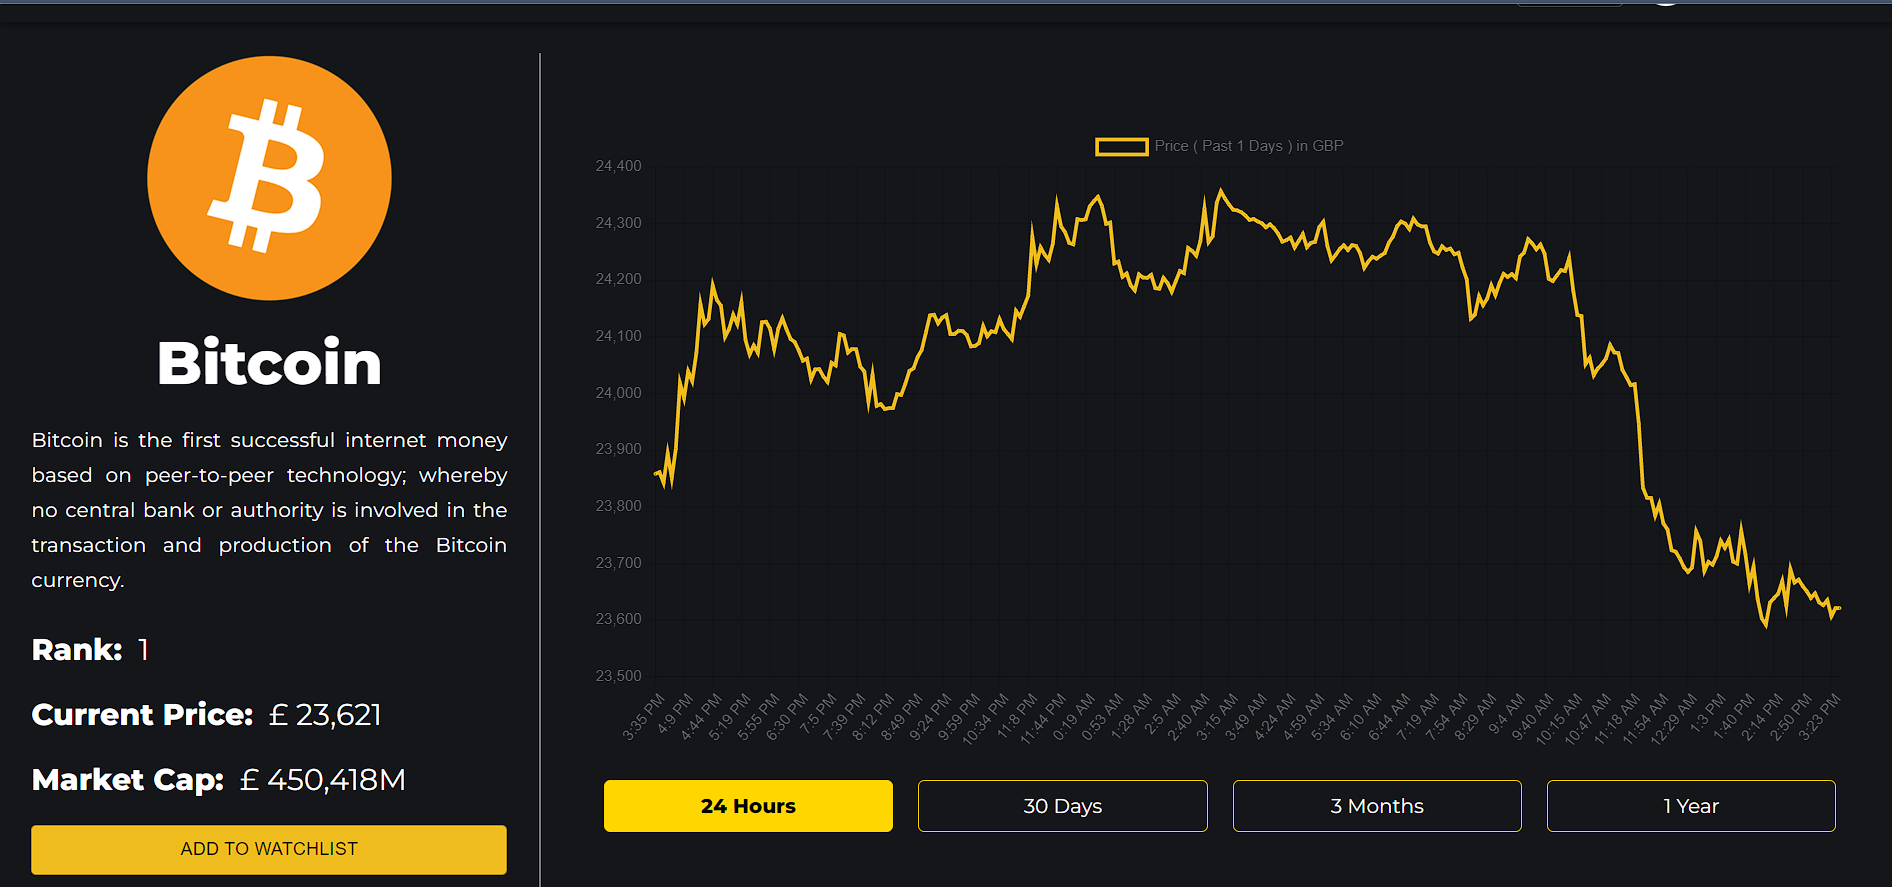 Bitcoin
Bitcoin is the first successful internet money
based on peer-to-peer technology; whereby
no central bank or authority is involved in the
transaction and production of the Bitcoin
currency.
Rank: 1
Current Price: £ 23,621
Market Cap: £ 450,418M
ADD TO WATCHLIST
Price ( Past 1 Days ) in GBP
24,400
24,300
24,200
24,100
24,000
23,900
23,800
23,700
23,600
23,500
3:35 PM
4:9 PM
4:44 PM
5:19 PM
5:55 PM
6:30 PM
7:5 PM
7:39 PM
8:12 PM
8:49 PM
9:24 PM
9:59 PM
10:34 PM
11:8 PM
11:44 PM
0:19 AM
0:53 AM
1:28 AM
2:5 AM
2:40 AM
3:15 AM
3:49 AM
4:24 AM
4:59 AM
5:34 AM
6:10 AM
6:44 AM
7:19 AM
7:54 AM
8:29 AM
9:4 AM
9:40 AM
10:15 AM
10:47 AM
11:18 AM
11:54 AM
12:29 AM
1:3 PM
1:40 PM
2:14 PM
2:50 PM
3:23 PM
24 Hours
30 Days
3 Months
1 Year